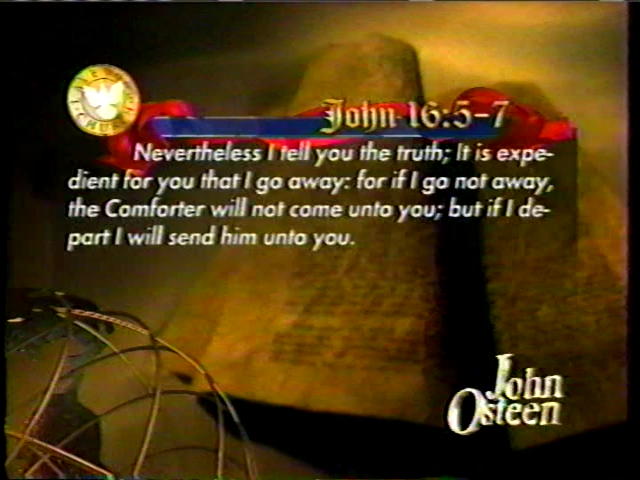 John 16:5-7
Nevertheless I tell you the truth; It is expe-
dient for you that I go away: for if I go not away,
the Comforter will not come unto you; but if I de-
part I will send him unto you.
John
Osteen